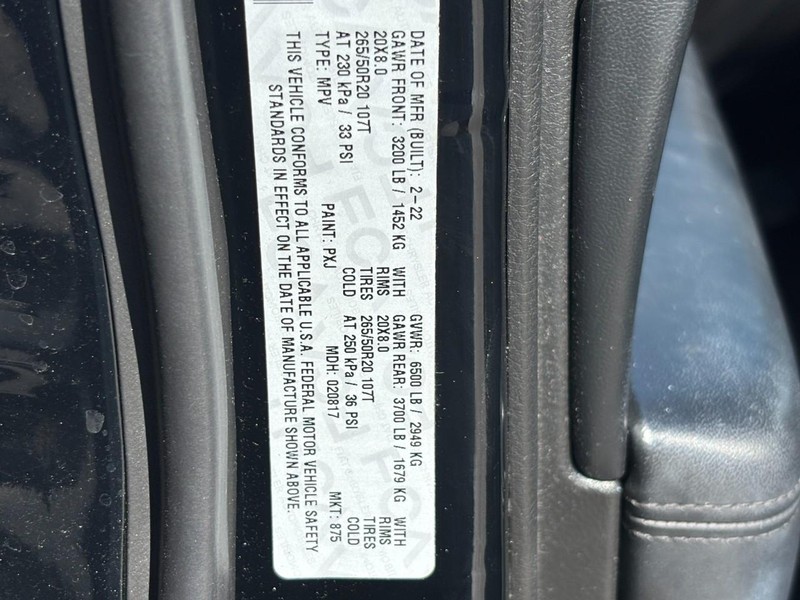 DATE OF MFR (BUILT): 2-22 GVWR: 6500 LB / 2949 KG
GAWR FRONT: 3200 LB / 1452 KG WITH GAWR REAR: 3700 LB / 1679 KG WITH
20X8.0 RIMS 20X8.0 RIMS
265/50R20 107T TIRES 265/50R20 107T TIRES
AT 230 kPa / 33 PSI COLD AT 250 kPa / 36 PSI COLD
TYPE: MPV PAINT: PXJ MDH: 020817 MKT: 875
THIS VEHICLE CONFORMS TO ALL APPLICABLE U.S.A. FEDERAL MOTOR VEHICLE SAFETY
STANDARDS IN EFFECT ON THE DATE OF MANUFACTURE SHOWN ABOVE.